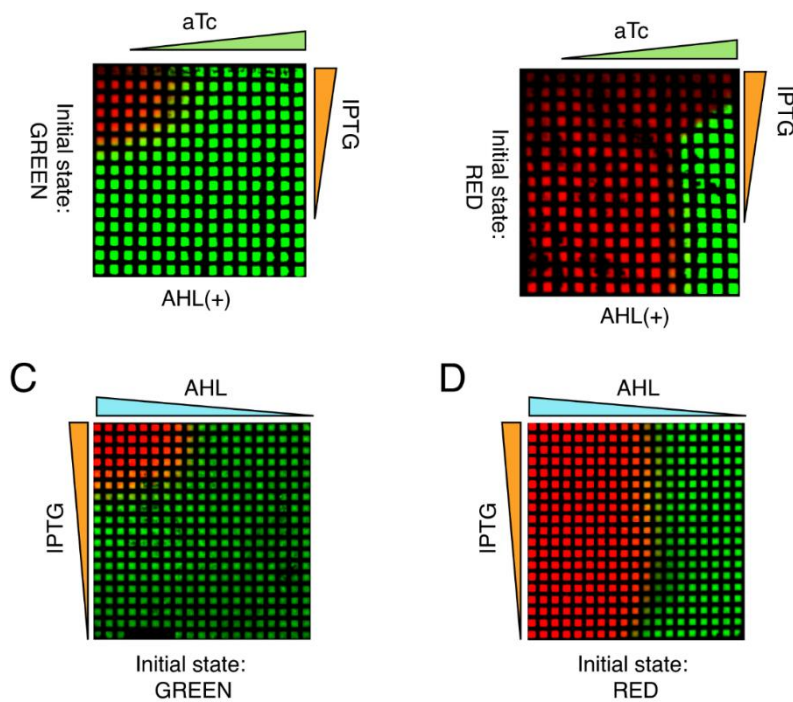 aTc
IPTG
Initial state:
GREEN
AHL(+)
aTc
IPTG
Initial state:
RED
AHL(+)
C
AHL
IPTG
Initial state:
GREEN
D
AHL
IPTG
Initial state:
RED